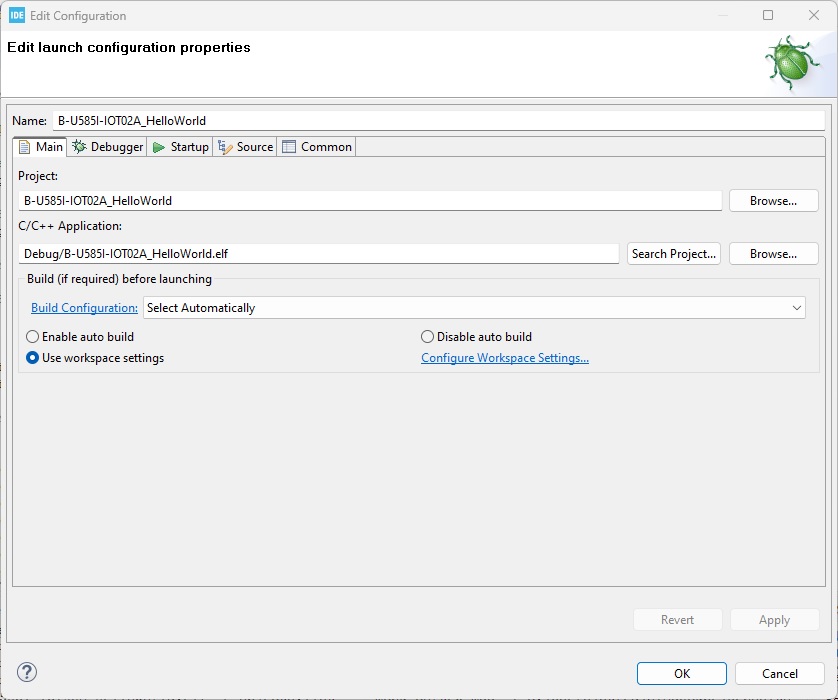 IDE Edit Configuration
Edit launch configuration properties
Name: B-U585I-IOT02A_HelloWorld
Main Debugger Startup Source Common
Project:
B-U585I-IOT02A_HelloWorld Browse...
C/C++ Application:
Debug/B-U585I-IOT02A_HelloWorld.elf Search Project... Browse...
Build (if required) before launching
Build Configuration: Select Automatically
Enable auto build Disable auto build
Use workspace settings Configure Workspace Settings...
Revert Apply
? OK Cancel